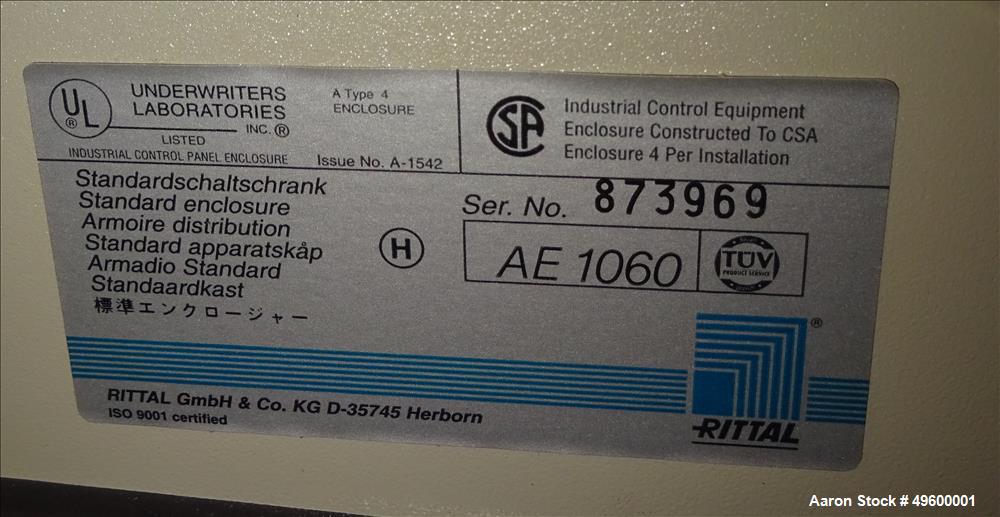 UL
®
UNDERWRITERS
LABORATORIES
INC.®
LISTED
INDUSTRIAL CONTROL PANEL ENCLOSURE
A Type 4
ENCLOSURE
Issue No. A-1542
SA
Industrial Control Equipment
Enclosure Constructed To CSA
Enclosure 4 Per Installation
Standardschaltschrank
Standard enclosure
Armoire distribution
Standard apparatskåp
Armadio Standard
Standaardkast
標準エンクロージャー
H
Ser. No. 873969
AE 1060
TÜV
PRODUCT SERVICE
®
RITTAL
RITTAL GmbH & Co. KG D-35745 Herborn
ISO 9001 certified
Aaron Stock # 49600001